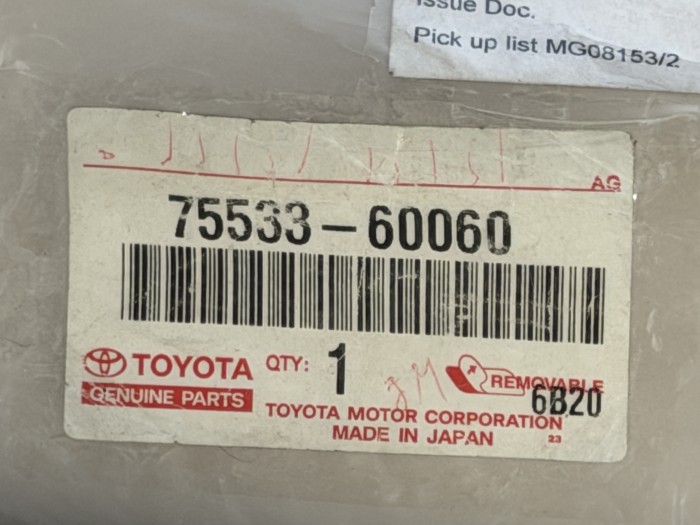 Issue Doc.
Pick up list MG08153/2
AG
75533-60060
TOYOTA QTY: 1 REMOVABLE
GENUINE PARTS 6B20
TOYOTA MOTOR CORPORATION
MADE IN JAPAN 23